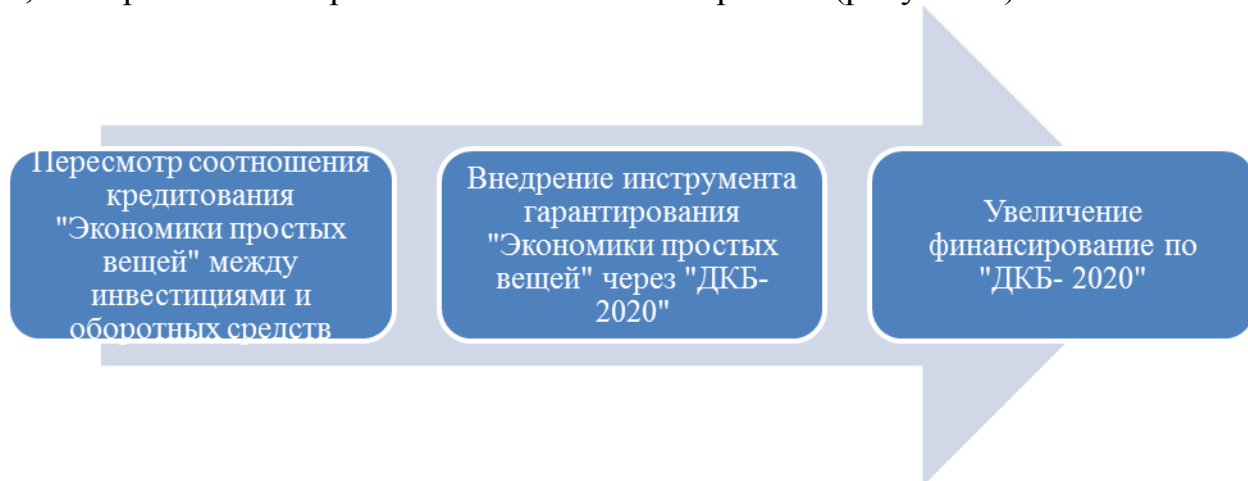 Пересмотр соотношения
кредитования
"Экономики простых
вещей" между
инвестициями и
оборотных средств
Внедрение инструмента
гарантирования
"Экономики простых
вещей" через "ДКБ-
2020"
Увеличение
финансирование по
"ДКБ- 2020"